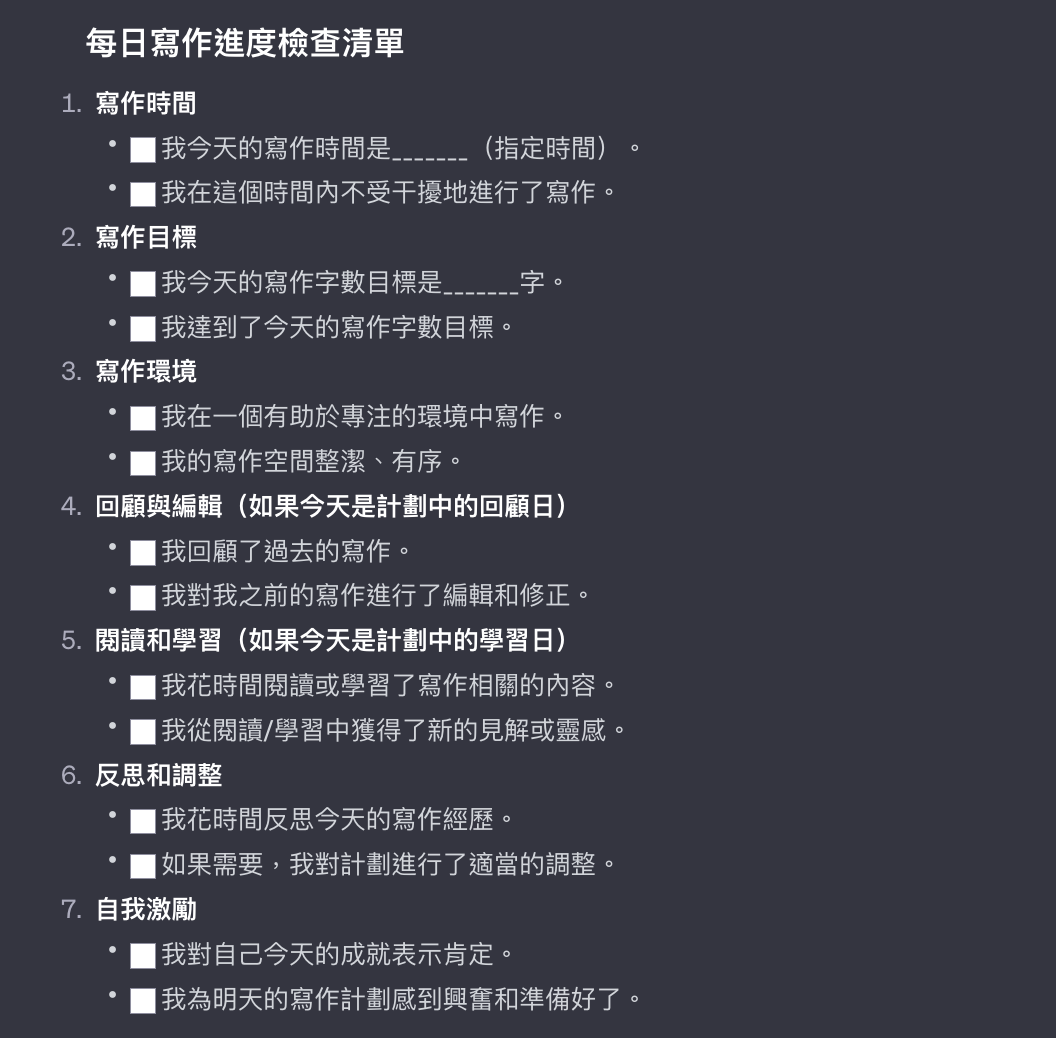 每日寫作進度檢查清單
1. 寫作時間
• 我今天的寫作時間是_______（指定時間）。
• 我在這個時間內不受干擾地進行了寫作。
2. 寫作目標
• 我今天的寫作字數目標是_______字。
• 我達到了今天的寫作字數目標。
3. 寫作環境
• 我在一個有助於專注的環境中寫作。
• 我的寫作空間整潔、有序。
4. 回顧與編輯（如果今天是計劃中的回顧日）
• 我回顧了過去的寫作。
• 我對我之前的寫作進行了編輯和修正。
5. 閱讀和學習（如果今天是計劃中的學習日）
• 我花時間閱讀或學習了寫作相關的內容。
• 我從閱讀/學習中獲得了新的見解或靈感。
6. 反思和調整
• 我花時間反思今天的寫作經歷。
• 如果需要，我對計劃進行了適當的調整。
7. 自我激勵
• 我對自己今天的成就表示肯定。
• 我為明天的寫作計劃感到興奮和準備好了。